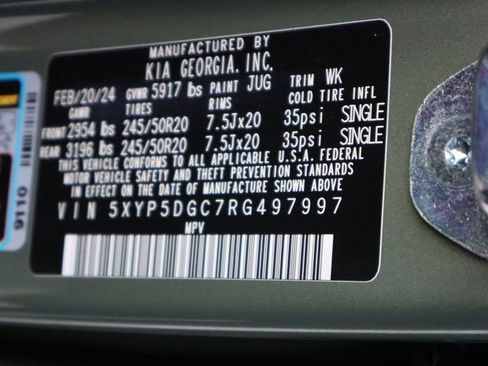 MANUFACTURED BY
KIA GEORGIA. INC.
FEB/20/24 GVWR 5917 lbs PAINT JUG TRIM WK
GAWR TIRES RIMS COLD TIRE INFL
FRONT 2954 lbs 245/50R20 7.5Jx20 35psi SINGLE
REAR 3196 lbs 245/50R20 7.5Jx20 35psi SINGLE
THIS VEHICLE CONFORMS TO ALL APPLICABLE U.S.A. FEDERAL
MOTOR VEHICLE SAFETY AND THEFT PREVENTION STANDARDS
IN EFFECT ON THE DATE OF MANUFACTURE SHOWN ABOVE.
VIN 5XYP5DGC7RG497997
MPV
9110